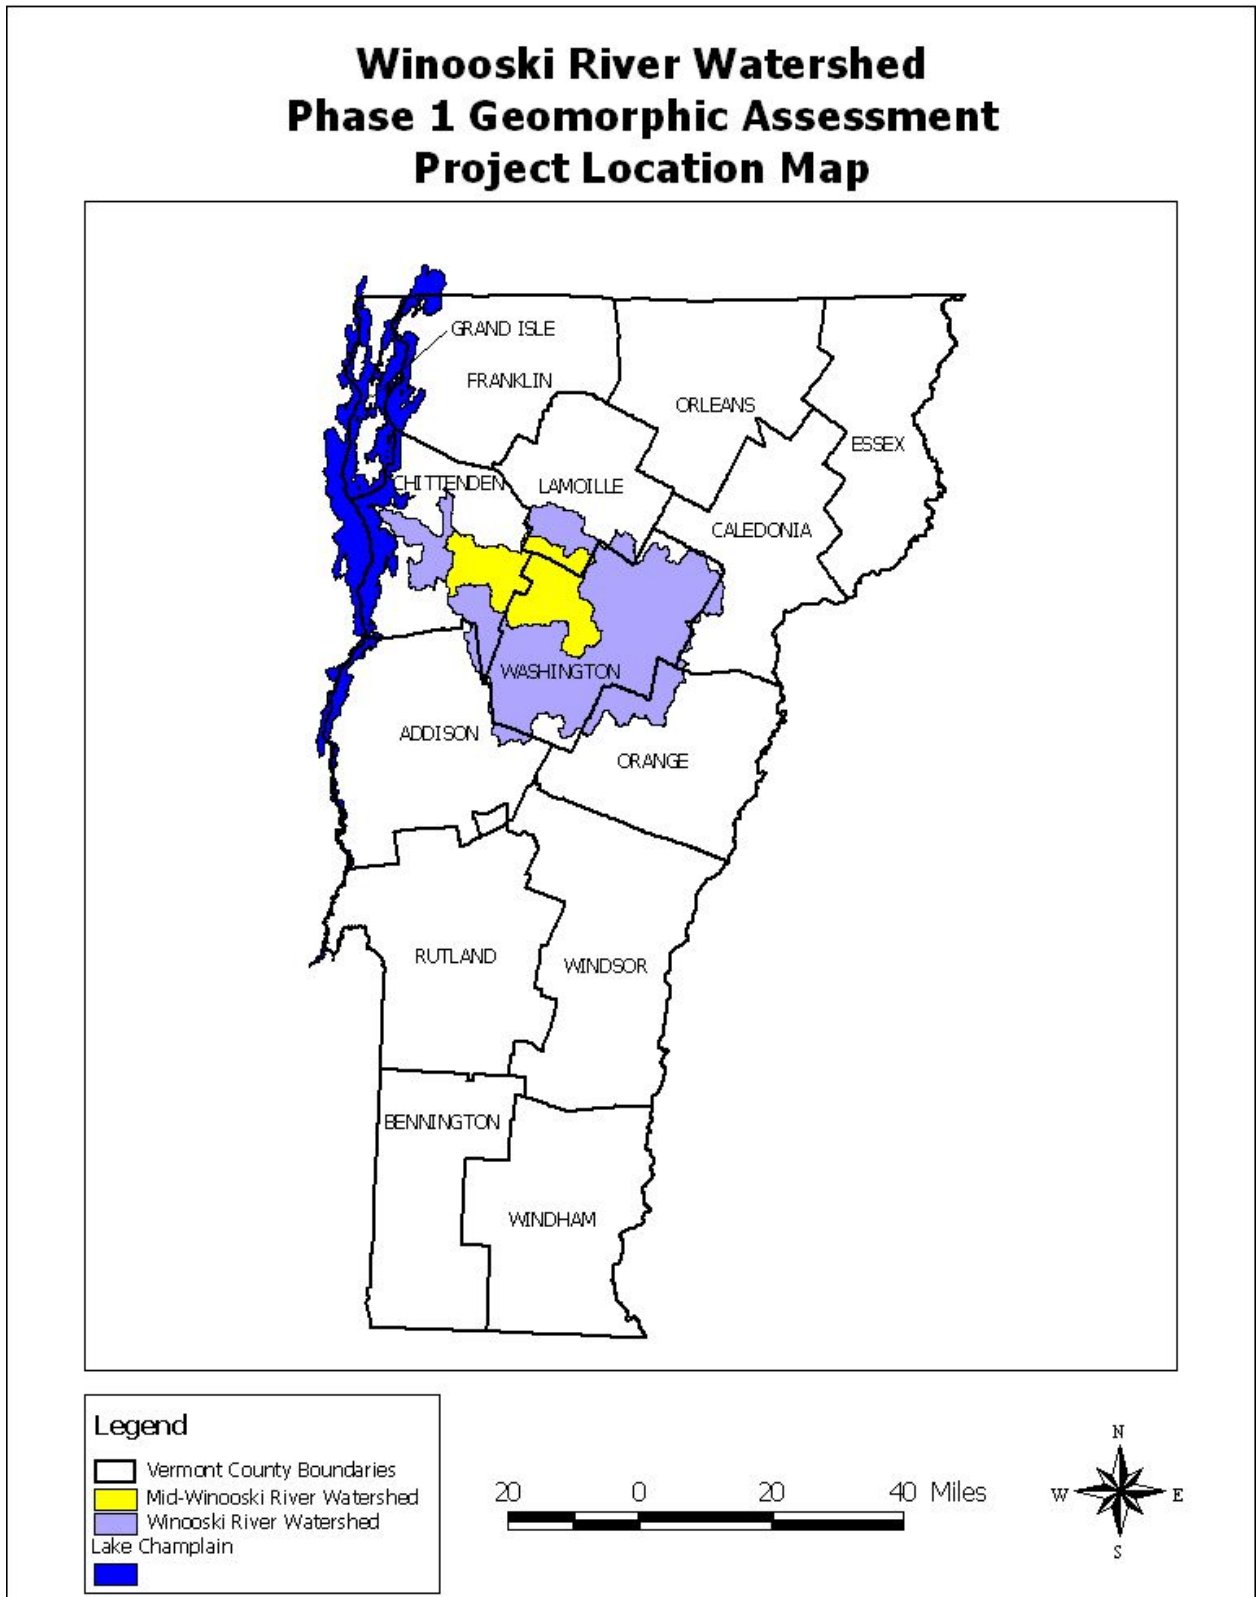 Winooski River Watershed
Phase 1 Geomorphic Assessment
Project Location Map
GRAND ISLE
FRANKLIN
ORLEANS
ESSEX
CHITTENDEN
LAMOILLE
CALEDONIA
WASHINGTON
ADDISON
ORANGE
RUTLAND
WINDSOR
BENNINGTON
WINDHAM
Legend
Vermont County Boundaries
Mid-Winooski River Watershed
Winooski River Watershed
Lake Champlain
20 0 20 40 Miles
N
W E
S